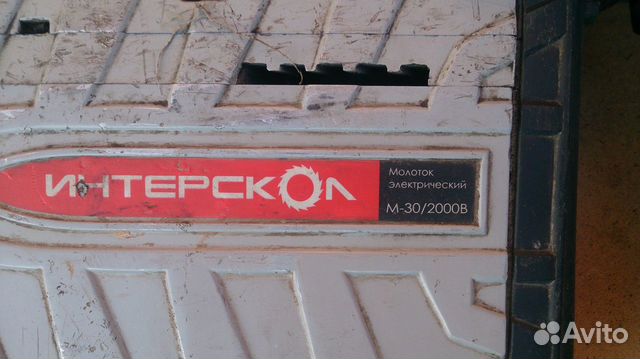 ИНТЕРСКОЛ
Молоток
электрический
М-30/2000В
Avito